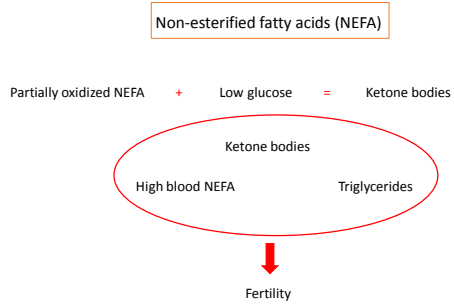 Non-esterified fatty acids (NEFA)
Partially oxidized NEFA + Low glucose = Ketone bodies
Ketone bodies
High blood NEFA Triglycerides
Fertility